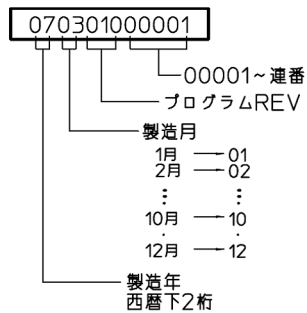 07030100001
00001~連番
プログラムREV
製造月
1月 → 01
2月 → 02
⋮ ⋮
10月 → 10
⋮ ⋮
12月 → 12
製造年
西暦下2桁